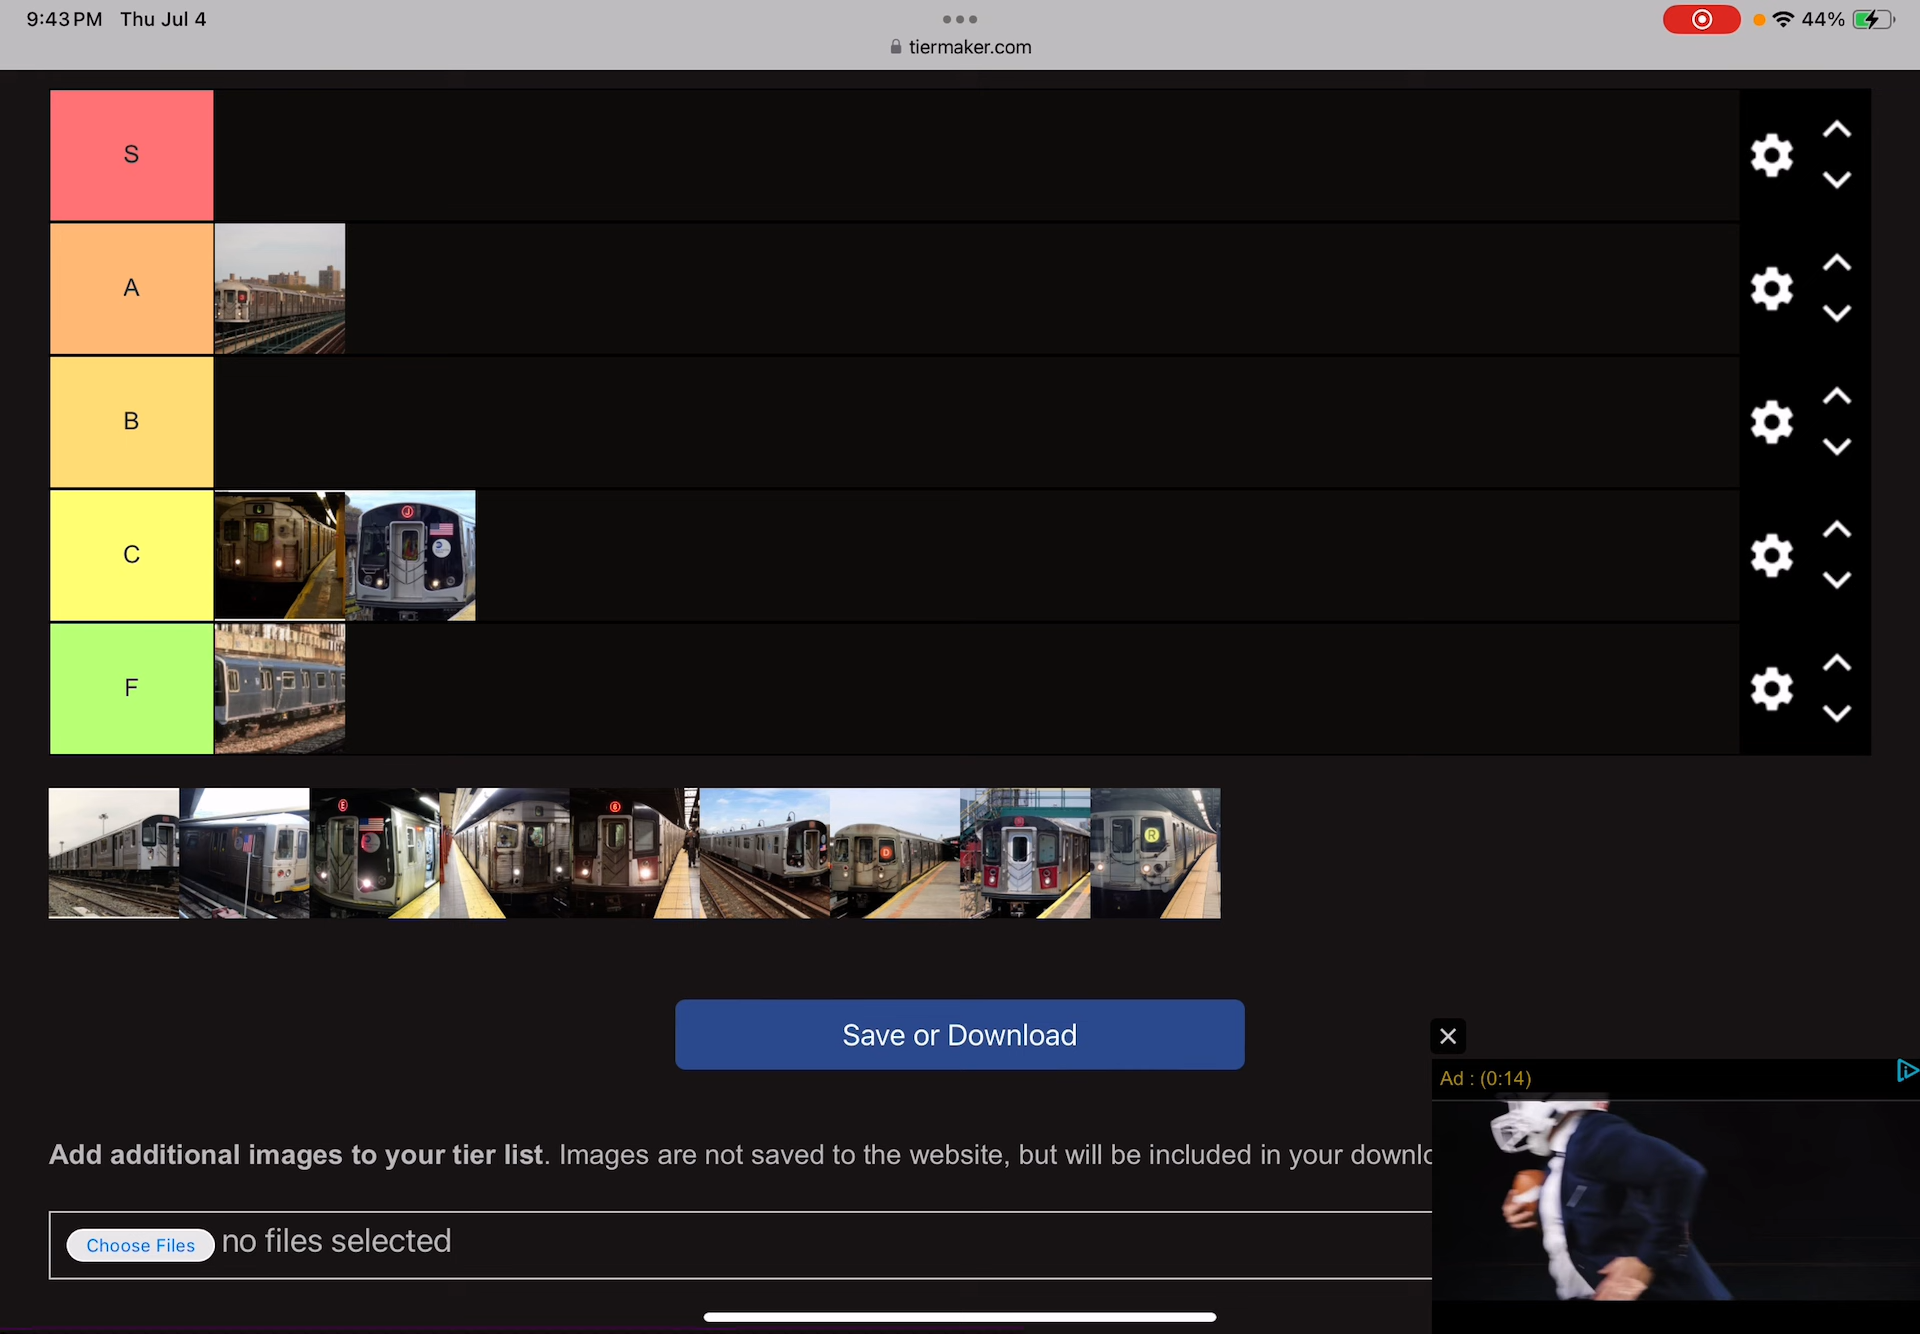 9:43 PM Thu Jul 4
44%
tiermaker.com
S
A
B
C
J
F
E
6
D
R
Save or Download
Ad : (0:14)
Add additional images to your tier list. Images are not saved to the website, but will be included in your downlo
Choose Files no files selected